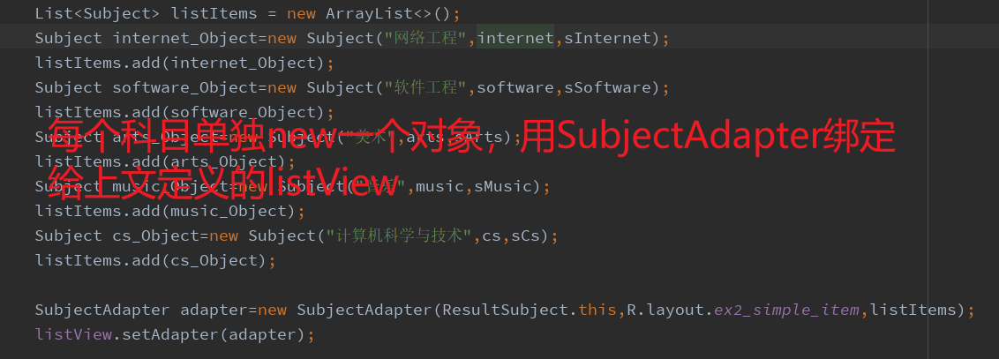 List<Subject> listItems = new ArrayList<>();
Subject internet_Object=new Subject("网络工程",internet,sInternet);
listItems.add(internet_Object);
Subject software_Object=new Subject("软件工程",software,sSoftware);
listItems.add(software_Object);
每个科目单独new一个对象，用SubjectAdapter绑定
Subject arts_Object=new Subject("美术",arts,sArts);
listItems.add(arts_Object);
给上文定义的listView
Subject music_Object=new Subject("音乐",music,sMusic);
listItems.add(music_Object);
Subject cs_Object=new Subject("计算机科学与技术",cs,sCs);
listItems.add(cs_Object);
SubjectAdapter adapter=new SubjectAdapter(ResultSubject.this,R.layout.ex2_simple_item,listItems);
listView.setAdapter(adapter);